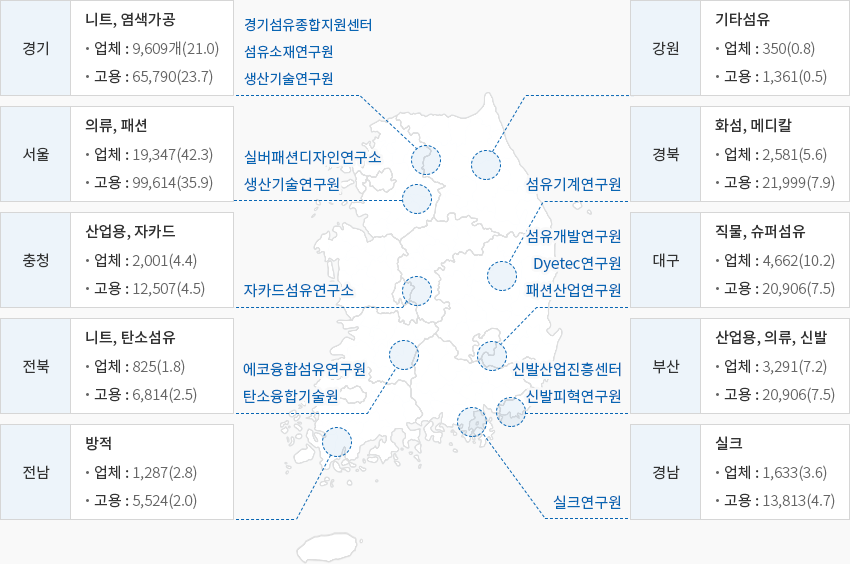 경기
니트, 염색가공
· 업체 : 9,609개(21.0)
· 고용 : 65,790(23.7)
경기섬유종합지원센터
섬유소재연구원
생산기술연구원
서울
의류, 패션
· 업체 : 19,347(42.3)
· 고용 : 99,614(35.9)
실버패션디자인연구소
생산기술연구원
충청
산업용, 자카드
· 업체 : 2,001(4.4)
· 고용 : 12,507(4.5)
자카드섬유연구소
전북
니트, 탄소섬유
· 업체 : 825(1.8)
· 고용 : 6,814(2.5)
에코융합섬유연구원
탄소융합기술원
전남
방적
· 업체 : 1,287(2.8)
· 고용 : 5,524(2.0)
강원
기타섬유
· 업체 : 350(0.8)
· 고용 : 1,361(0.5)
섬유기계연구원
경북
화섬, 메디칼
· 업체 : 2,581(5.6)
· 고용 : 21,999(7.9)
섬유개발연구원
Dyetec연구원
패션산업연구원
대구
직물, 슈퍼섬유
· 업체 : 4,662(10.2)
· 고용 : 20,906(7.5)
신발산업진흥센터
신발피혁연구원
부산
산업용, 의류, 신발
· 업체 : 3,291(7.2)
· 고용 : 20,906(7.5)
실크연구원
경남
실크
· 업체 : 1,633(3.6)
· 고용 : 13,813(4.7)